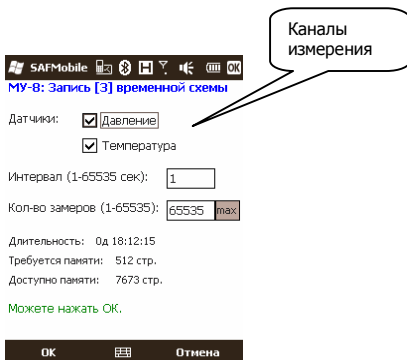 Каналы
измерения
SAFMobile OK
МУ-8: Запись [3] временной схемы
Датчики: Давление
Температура
Интервал (1-65535 сек): 1
Кол-во замеров (1-65535): 65535 max
Длительность: 0д 18:12:15
Требуется памяти: 512 стр.
Доступно памяти: 7673 стр.
Можете нажать OK.
OK Отмена